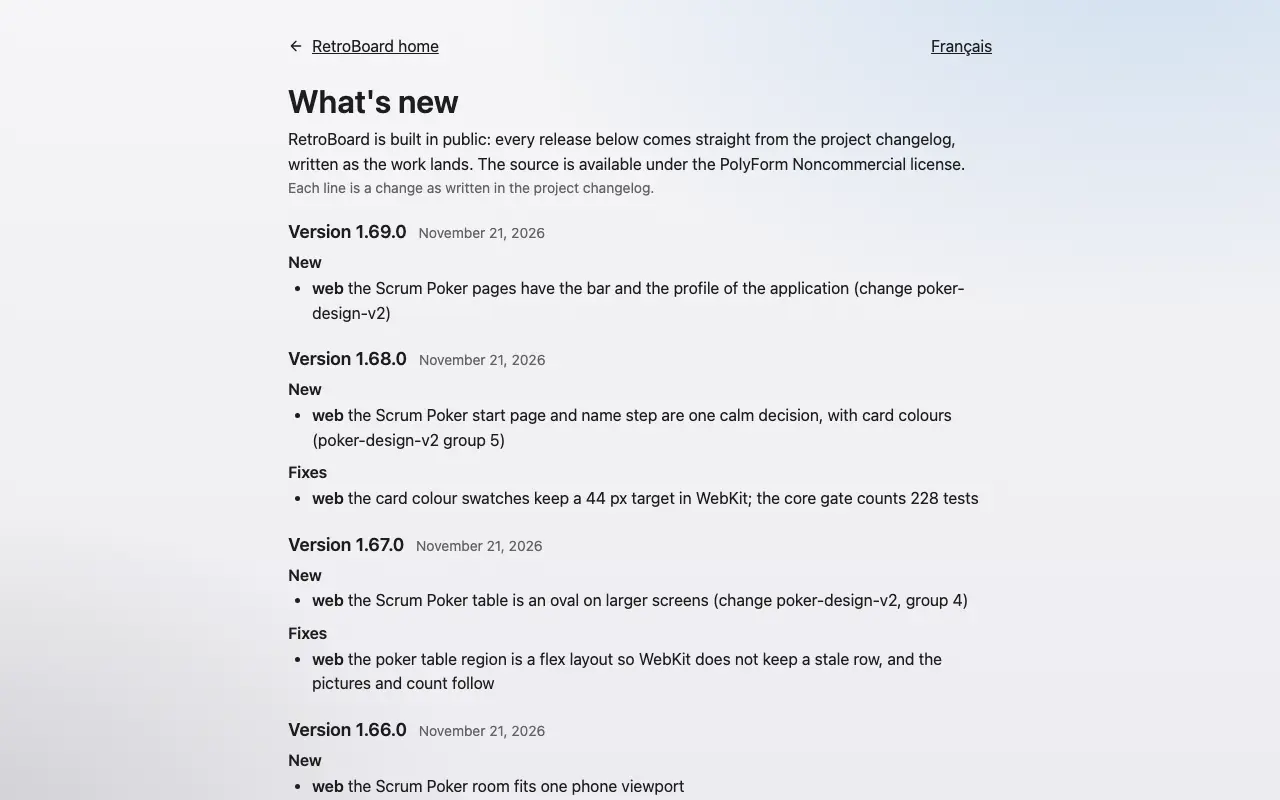 ← RetroBoard home
Français
What's new
RetroBoard is built in public: every release below comes straight from the project changelog,
written as the work lands. The source is available under the PolyForm Noncommercial license.
Each line is a change as written in the project changelog.
Version 1.69.0 November 21, 2026
New
• web the Scrum Poker pages have the bar and the profile of the application (change poker-
design-v2)
Version 1.68.0 November 21, 2026
New
• web the Scrum Poker start page and name step are one calm decision, with card colours
(poker-design-v2 group 5)
Fixes
• web the card colour swatches keep a 44 px target in WebKit; the core gate counts 228 tests
Version 1.67.0 November 21, 2026
New
• web the Scrum Poker table is an oval on larger screens (change poker-design-v2, group 4)
Fixes
• web the poker table region is a flex layout so WebKit does not keep a stale row, and the
pictures and count follow
Version 1.66.0 November 21, 2026
New
• web the Scrum Poker room fits one phone viewport